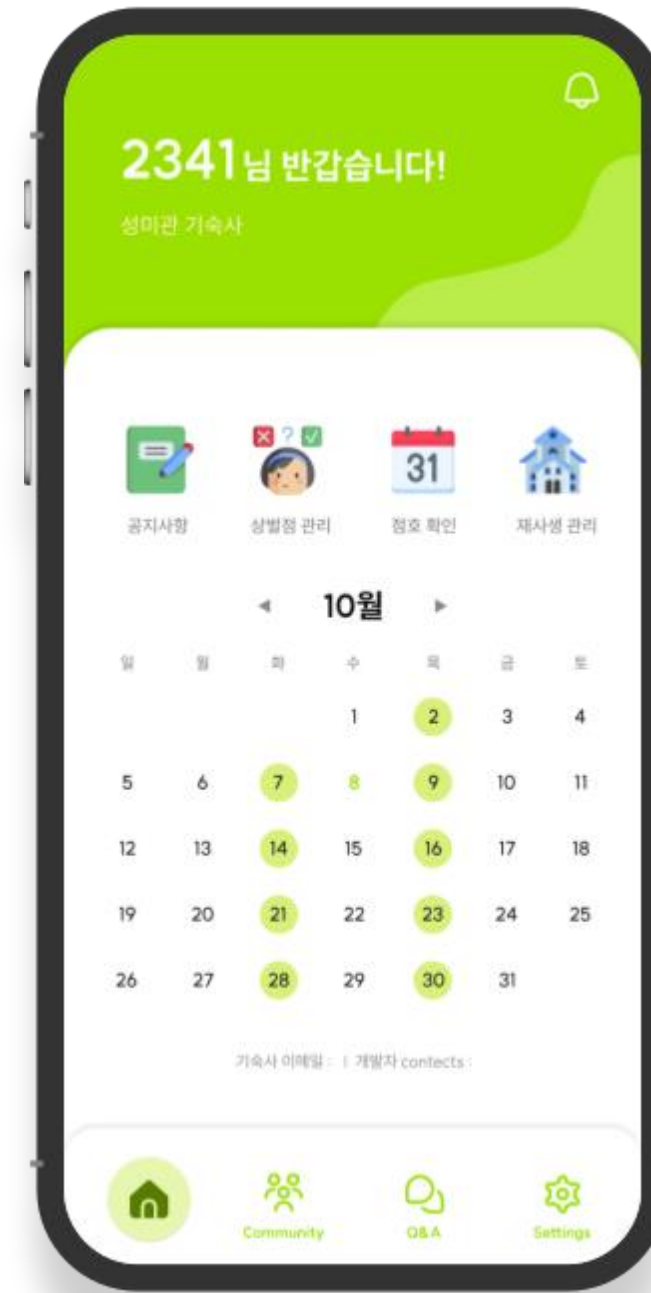 2341님 반갑습니다!
성미관 기숙사
31
공지사항 상벌점 관리 점호 확인 재사생 관리
◀ 10월 ▶
일 월 화 수 목 금 토
1 2 3 4
5 6 7 8 9 10 11
12 13 14 15 16 17 18
19 20 21 22 23 24 25
26 27 28 29 30 31
기숙사 이메일 : | 개발자 contects :
Community Q&A Settings